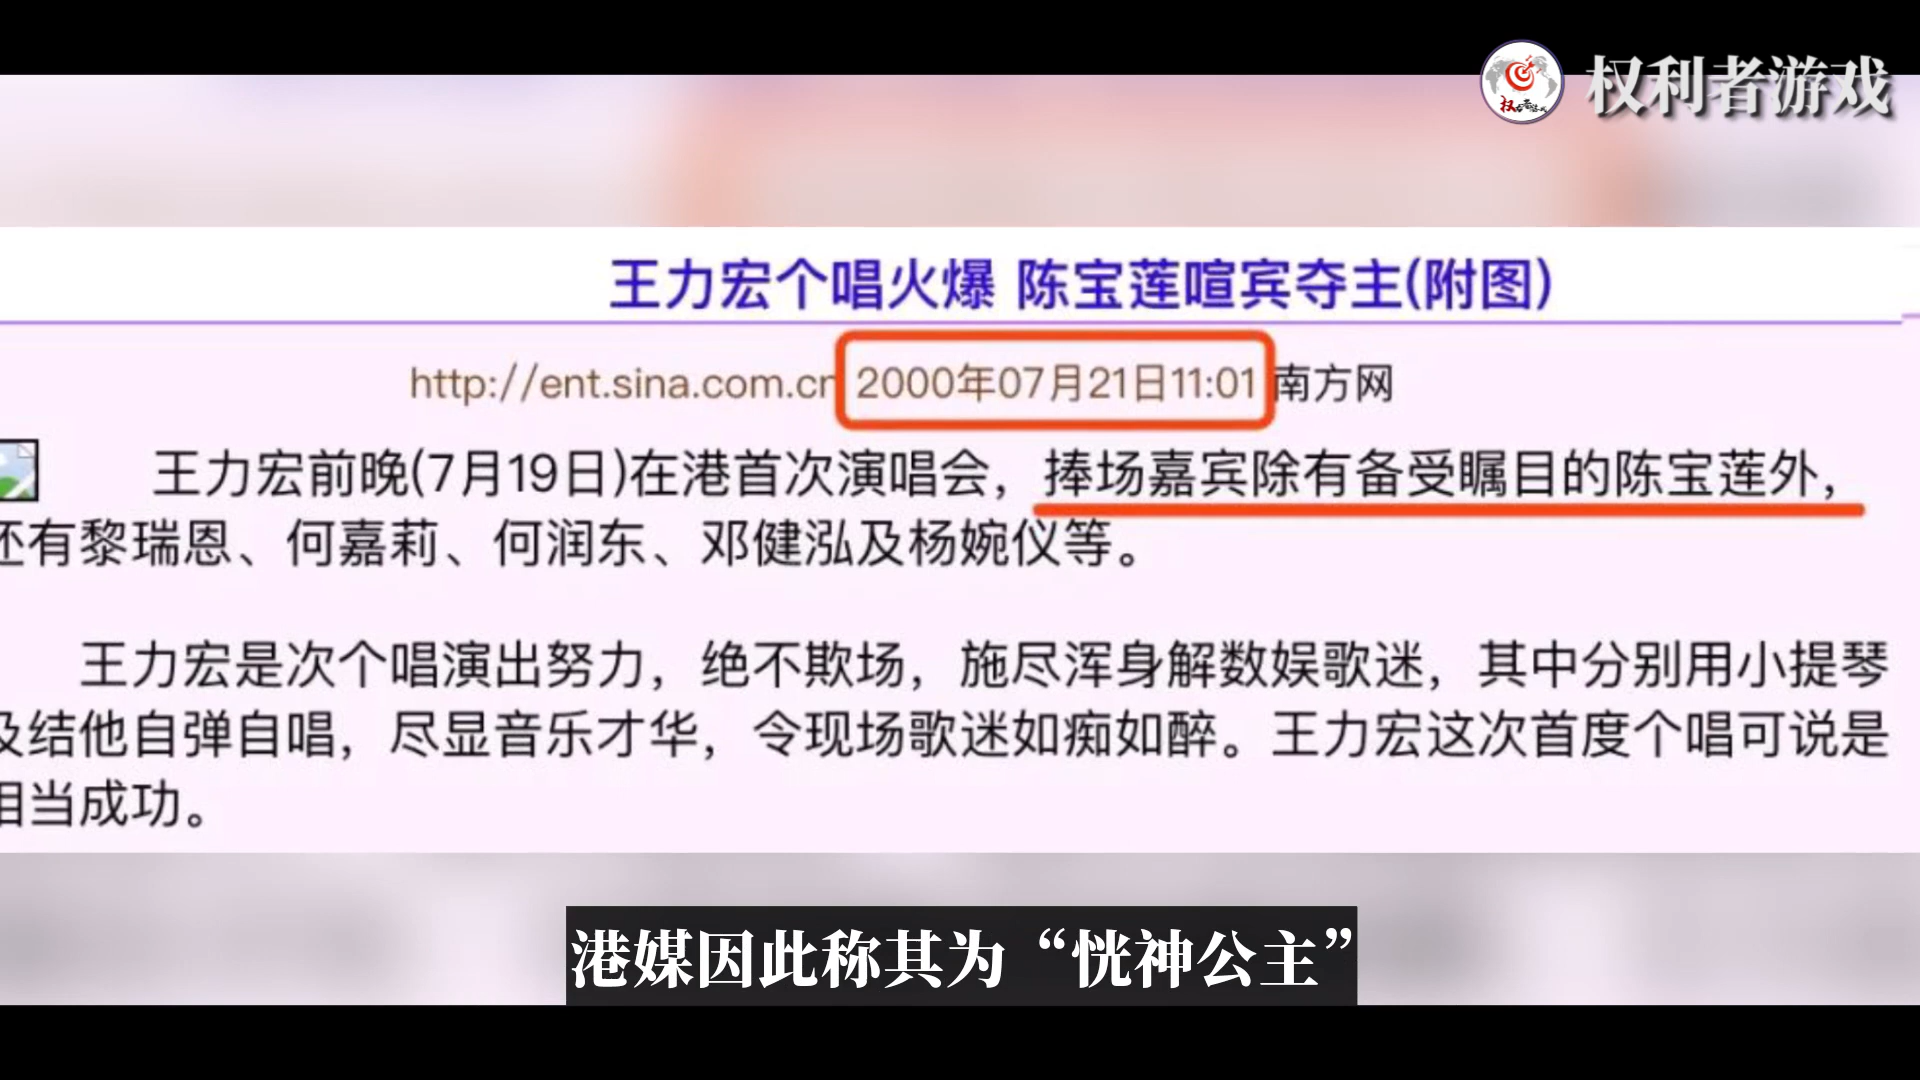 权利者游戏
王力宏个唱火爆 陈宝莲喧宾夺主(附图)
http://ent.sina.com.cn 2000年07月21日11:01 南方网
王力宏前晚(7月19日)在港首次演唱会，捧场嘉宾除有备受瞩目的陈宝莲外，
还有黎瑞恩、何嘉莉、何润东、邓健泓及杨婉仪等。
王力宏是次个唱演出努力，绝不欺场，施尽浑身解数娱歌迷，其中分别用小提琴
及结他自弹自唱，尽显音乐才华，令现场歌迷如痴如醉。王力宏这次首度个唱可说是
相当成功。
港媒因此称其为“恍神公主”